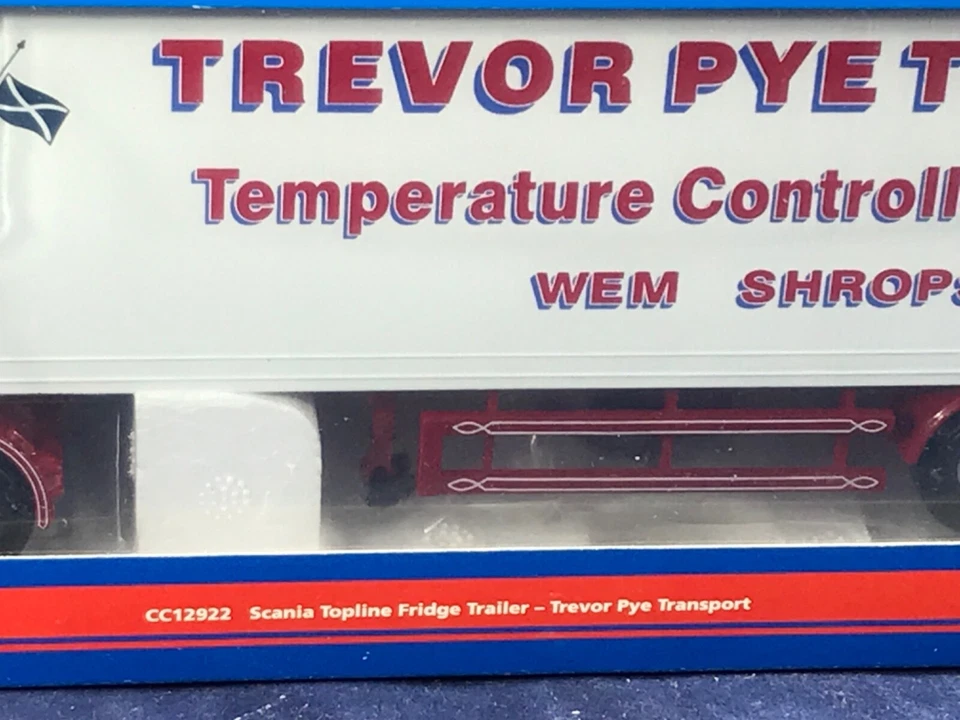 TREVOR PYE T
Temperature Controll
WEM SHROPS
CC12922 Scania Topline Fridge Trailer – Trevor Pye Transport